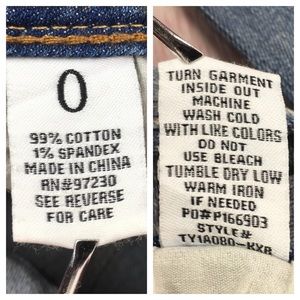 0
99% COTTON
1% SPANDEX
MADE IN CHINA
RN#97230
SEE REVERSE
FOR CARE
TURN GARMENT
INSIDE OUT
MACHINE
WASH COLD
WITH LIKE COLORS
DO NOT
USE BLEACH
TUMBLE DRY LOW
WARM IRON
IF NEEDED
PO#P166903
STYLE#
TY1A080-KXR